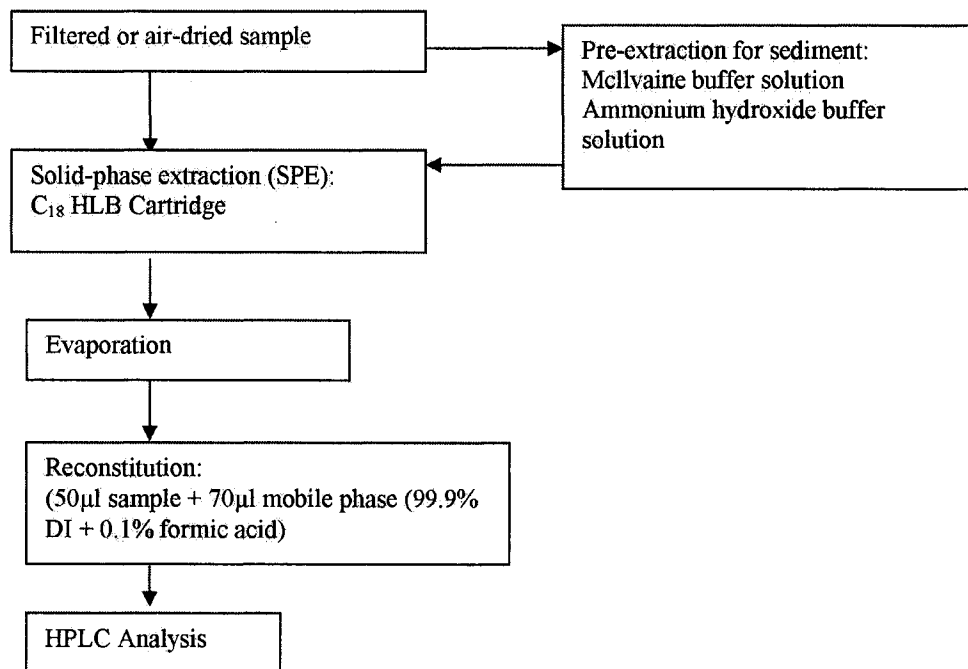 Filtered or air-dried sample
Pre-extraction for sediment:
McIlvaine buffer solution
Ammonium hydroxide buffer
solution
Solid-phase extraction (SPE):
C₁₈ HLB Cartridge
Evaporation
Reconstitution:
(50µl sample + 70µl mobile phase (99.9%
DI + 0.1% formic acid)
HPLC Analysis